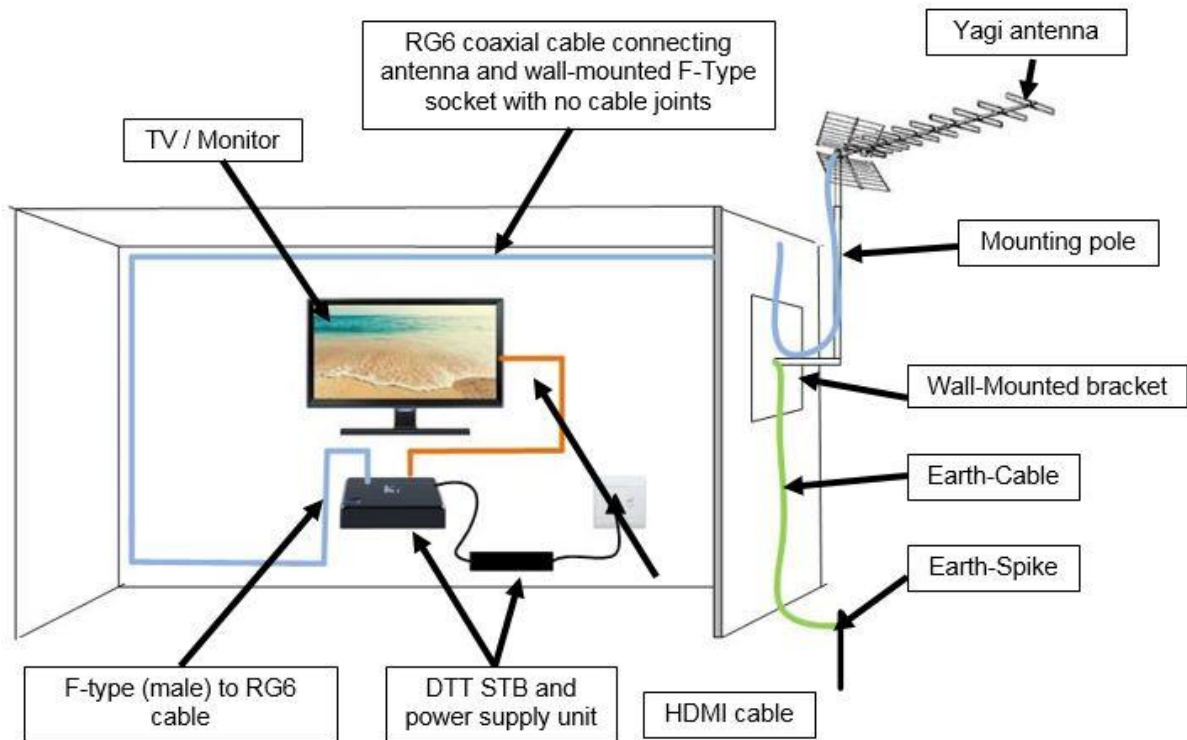 RG6 coaxial cable connecting
antenna and wall-mounted F-Type
socket with no cable joints
Yagi antenna
TV / Monitor
Mounting pole
Wall-Mounted bracket
Earth-Cable
Earth-Spike
F-type (male) to RG6
cable
DTT STB and
power supply unit
HDMI cable